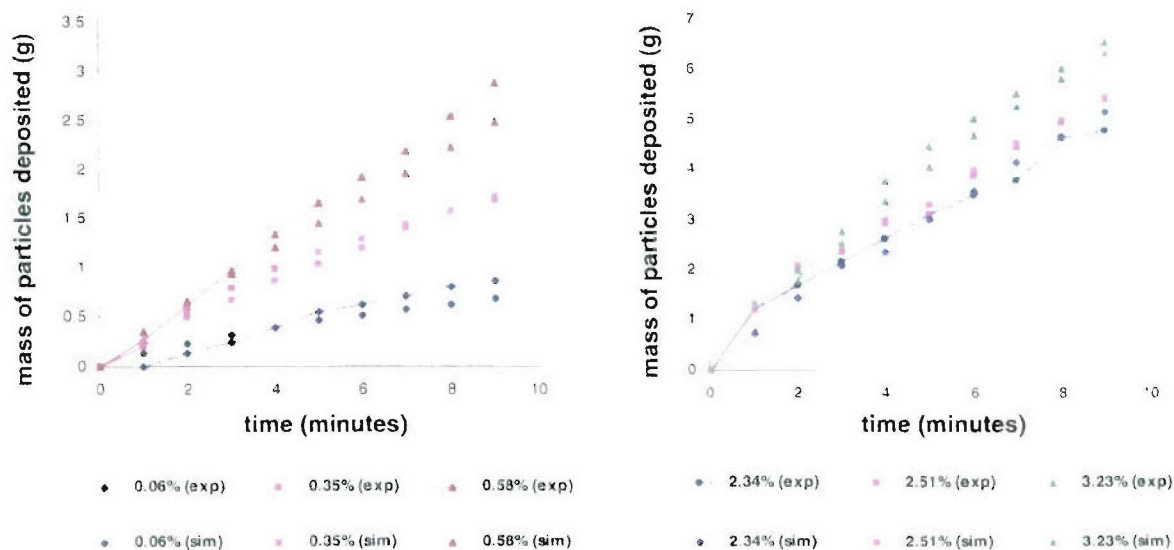 mass of particles deposited (g)
3 5
3
2.5
2
1.5
1
0 5
0
0
2
4
6
8
10
time (minutes)
0.06% (exp)
0.35% (exp)
0.58% (exp)
0.06% (sim)
0.35% (sim)
0.58% (sim)
mass of particles deposited (g)
7
6
5
4
3
2
1
0
0
2
4
6
8
10
time (minutes)
2.34% (exp)
2.51% (exp)
3.23% (exp)
2.34% (sim)
2.51% (sim)
3.23% (sim)